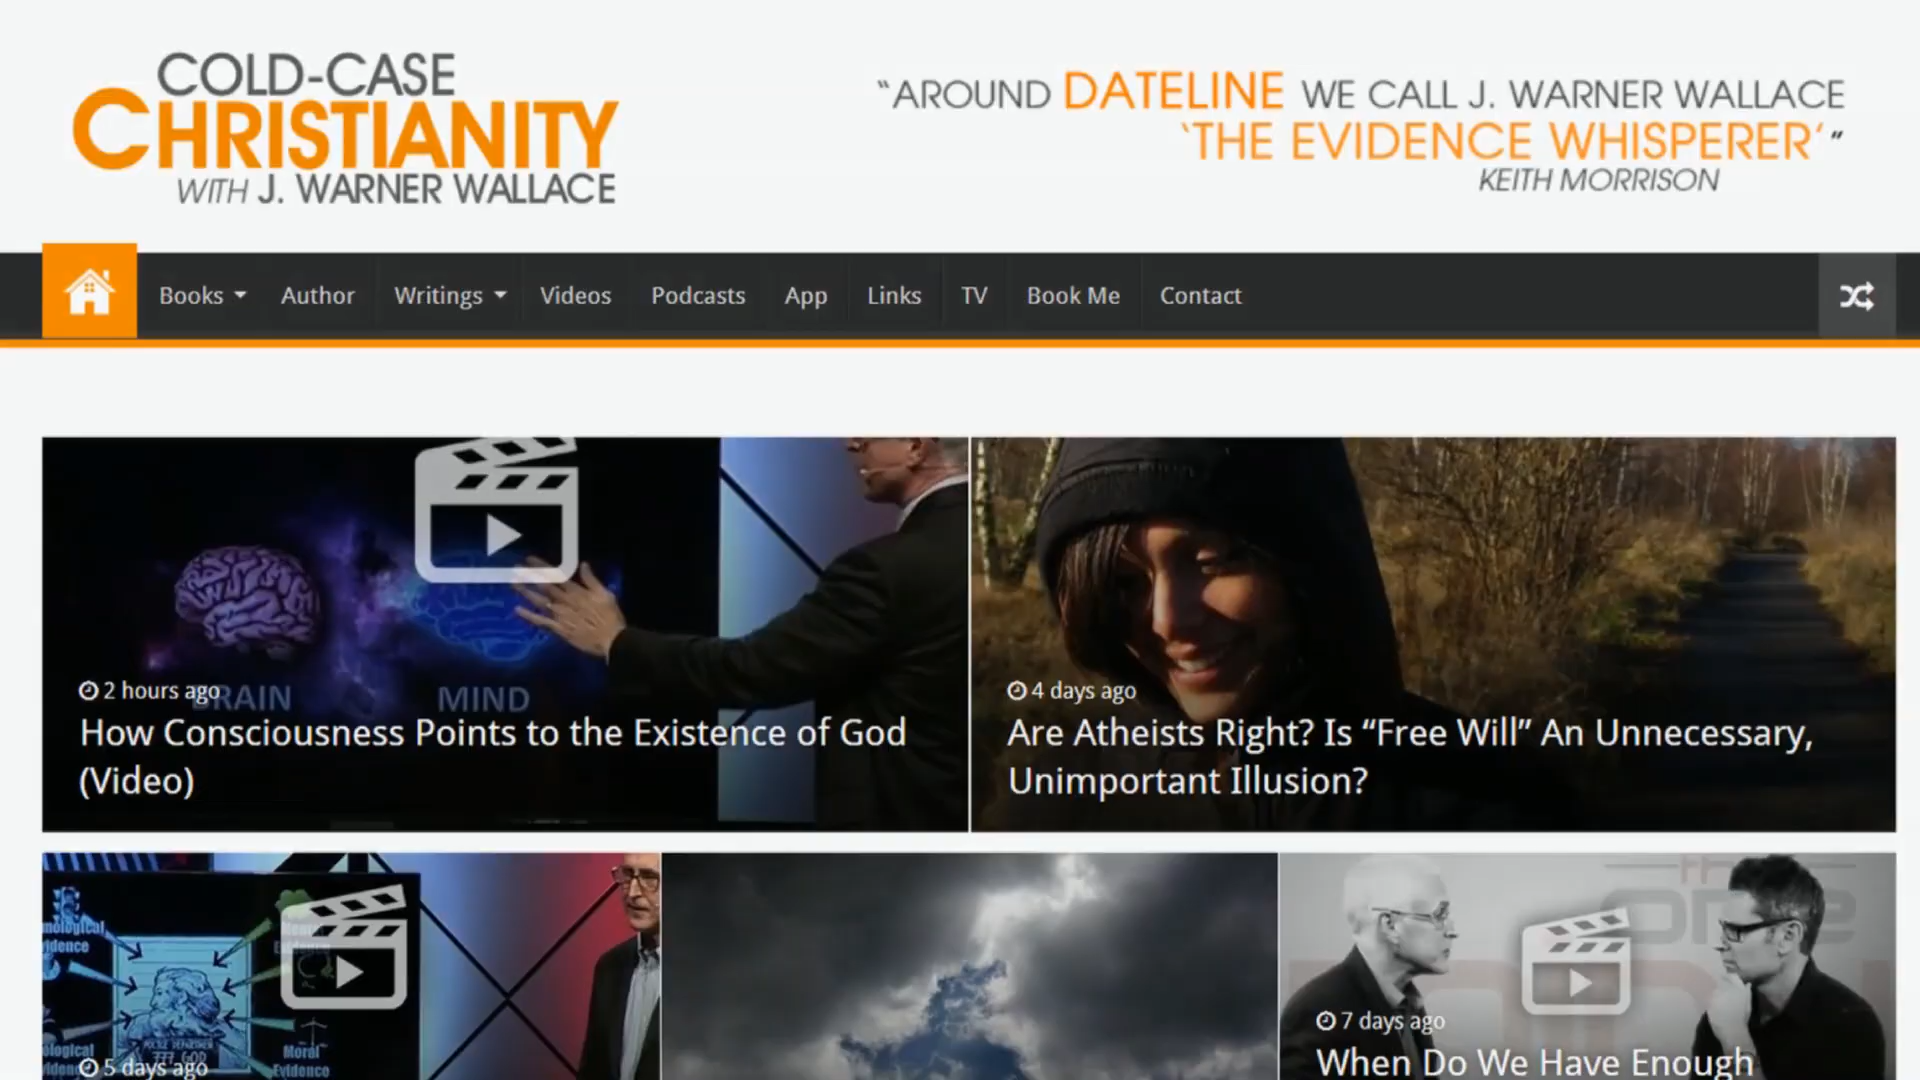 COLD-CASE
CHRISTIANITY
WITH J. WARNER WALLACE
“AROUND DATELINE WE CALL J. WARNER WALLACE
‘THE EVIDENCE WHISPERER’”
KEITH MORRISON
Books
Author
Writings
Videos
Podcasts
App
Links
TV
Book Me
Contact
BRAIN
MIND
2 hours ago
How Consciousness Points to the Existence of God
(Video)
4 days ago
Are Atheists Right? Is “Free Will” An Unnecessary,
Unimportant Illusion?
Moral
Evidence
777 GOD
5 days ago
one
7 days ago
When Do We Have Enough